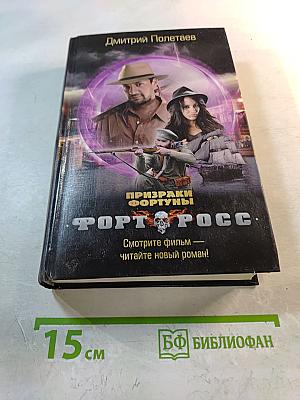 Дмитрий Полетаев
ПРИЗРАКИ
ФОРТУНЫ
ФОРТ РОСС
Смотрите фильм —
читайте новый роман!
15 см
БФ БИБЛИОФАН